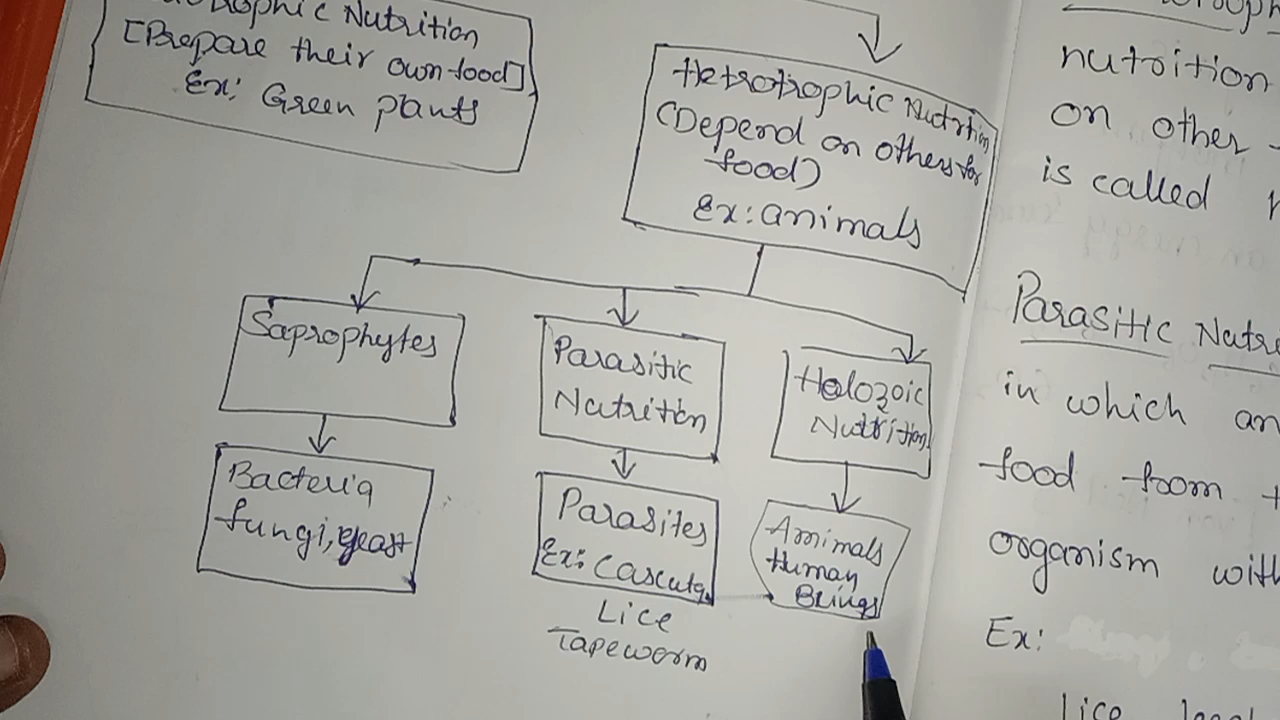 Nutrition
[Prepare their own food]
Ex: Green plants
Hetrotrophic Nutrition
(Depend on others for
food)
Ex: animals
Saprophytes
Bacteria
fungi, yeast
Parasitic
Nutrition
Parasites
Ex: Cascuta
Lice
Tapeworm
Holozoic
Nutrition
Animals
Human
Beings
nutrition
on other
is called
Parasitic
in which an
food from
organism
Ex:
Lice